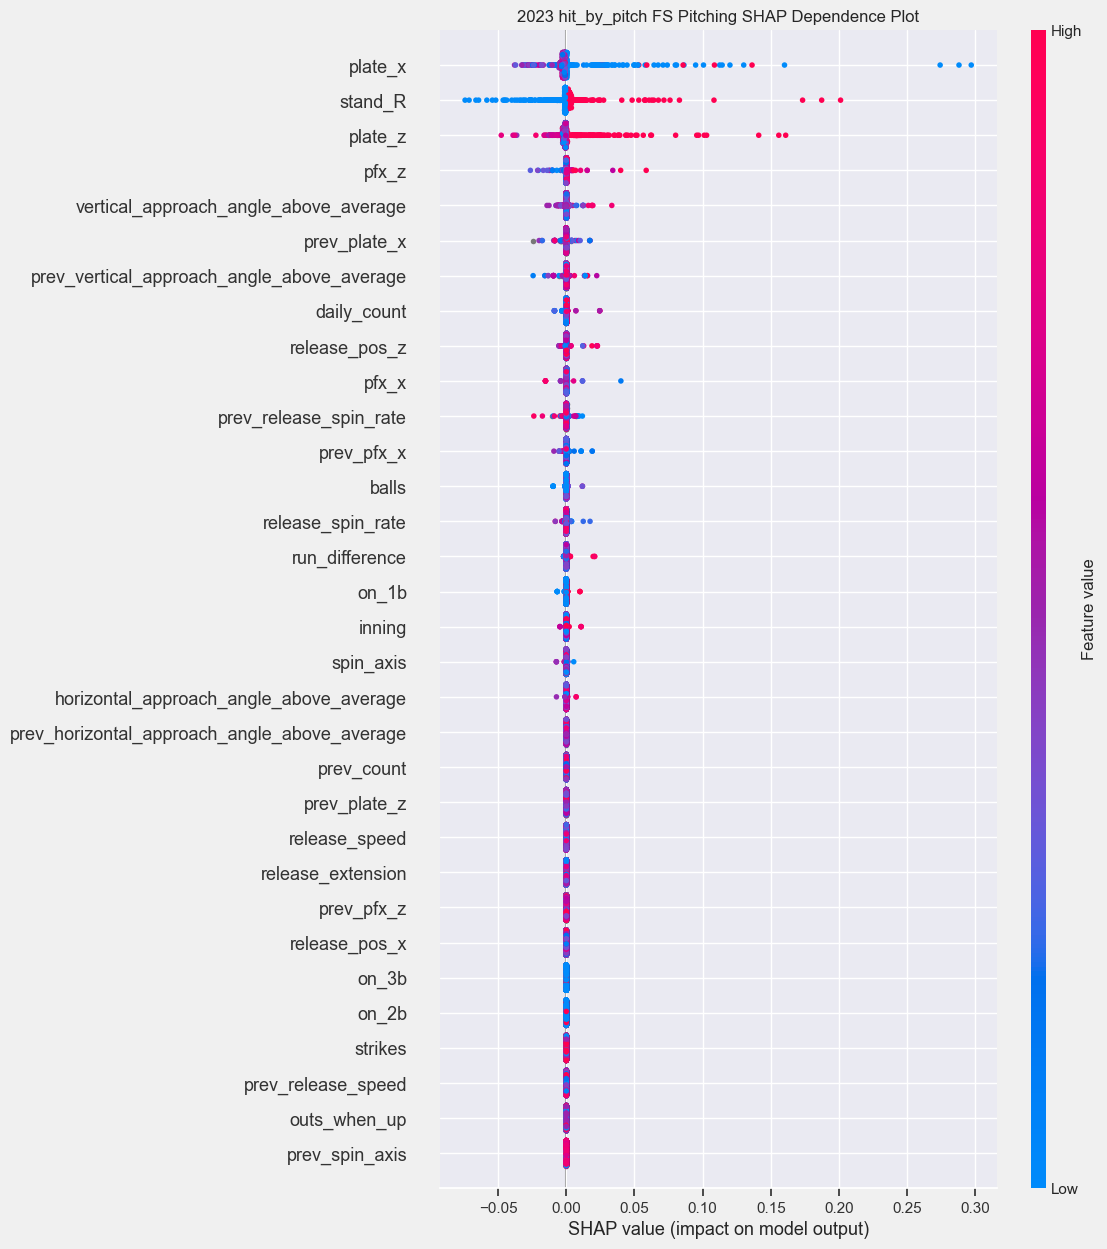 2023 hit_by_pitch FS Pitching SHAP Dependence Plot
High
plate_x
stand_R
plate_z
pfx_z
vertical_approach_angle_above_average
prev_plate_x
prev_vertical_approach_angle_above_average
daily_count
release_pos_z
pfx_x
prev_release_spin_rate
prev_pfx_x
balls
release_spin_rate
run_difference
on_1b
inning
spin_axis
horizontal_approach_angle_above_average
prev_horizontal_approach_angle_above_average
prev_count
prev_plate_z
release_speed
release_extension
prev_pfx_z
release_pos_x
on_3b
on_2b
strikes
prev_release_speed
outs_when_up
prev_spin_axis
Feature value
Low
−0.05 0.00 0.05 0.10 0.15 0.20 0.25 0.30
SHAP value (impact on model output)